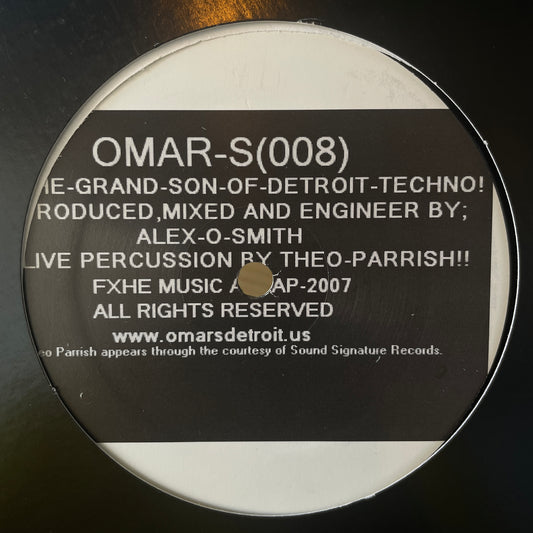 OMAR-S(008)
HE-GRAND-SON-OF-DETROIT-TECHNO!
RODUCED,MIXED AND ENGINEER BY;
ALEX-O-SMITH
LIVE PERCUSSION BY THEO-PARRISH!!
FXHE MUSIC AP-2007
ALL RIGHTS RESERVED
www.omarsdetroit.us
eo Parrish appears through the courtesy of Sound Signature Records.